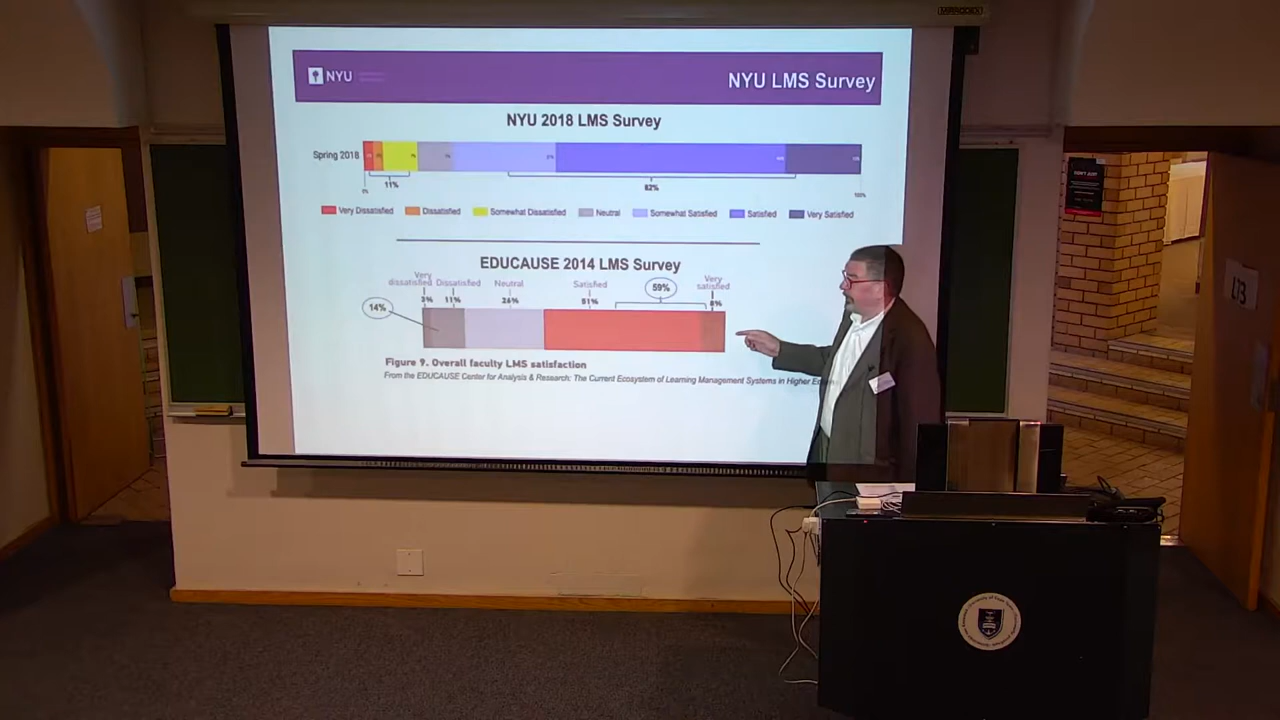 NYU
NYU LMS Survey
NYU 2018 LMS Survey
Spring 2018
11%
82%
0%
100%
Very Dissatisfied
Dissatisfied
Somewhat Dissatisfied
Neutral
Somewhat Satisfied
Satisfied
Very Satisfied
EDUCAUSE 2014 LMS Survey
Very dissatisfied
Dissatisfied
Neutral
Satisfied
Very satisfied
59%
14%
3%
11%
26%
51%
8%
Figure 9. Overall faculty LMS satisfaction
From the EDUCAUSE Center for Analysis & Research: The Current Ecosystem of Learning Management Systems in Higher